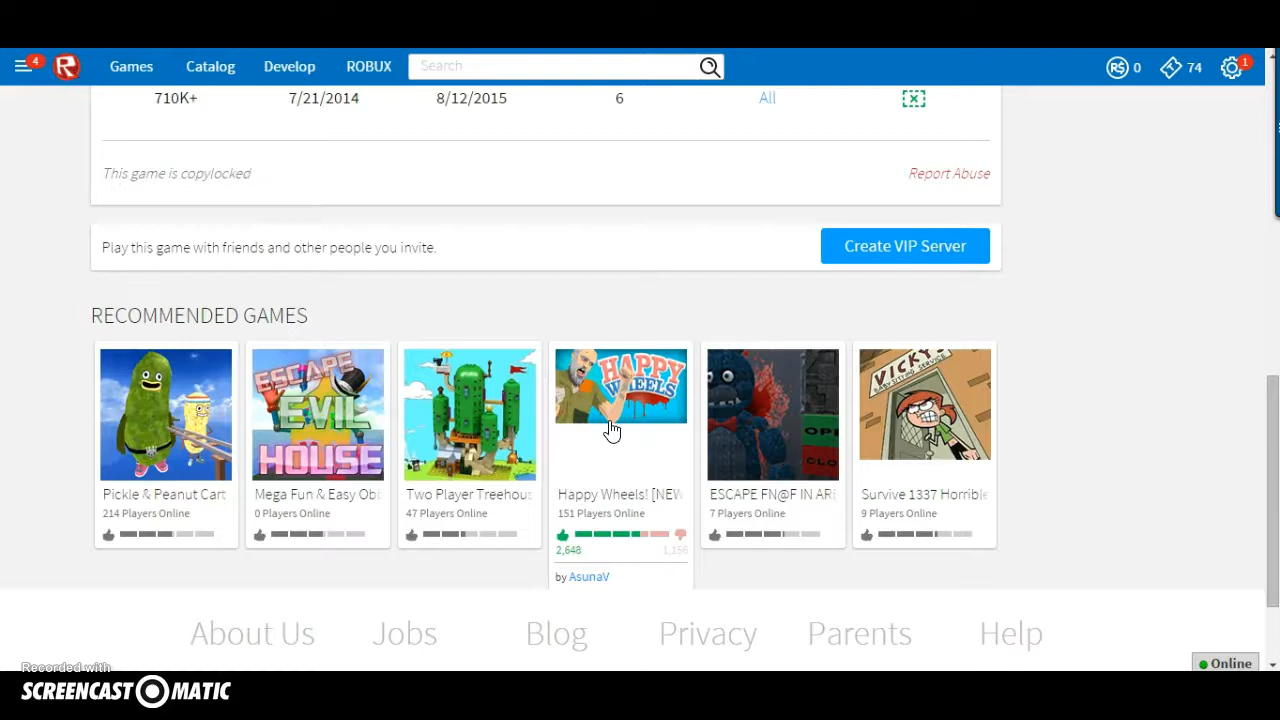 4 R Games Catalog Develop ROBUX Search R$ 0 74 1
710K+ 7/21/2014 8/12/2015 6 All
This game is copylocked Report Abuse
Play this game with friends and other people you invite. Create VIP Server
RECOMMENDED GAMES
ESCAPE EVIL HOUSE
HAPPY WHEELS
OPE
CLO
VICKY'S
Pickle & Peanut Cart Mega Fun & Easy Ob Two Player Treehou Happy Wheels! [NEW ESCAPE FN@F IN AR Survive 1337 Horrible
214 Players Online 0 Players Online 47 Players Online 151 Players Online 7 Players Online 9 Players Online
2,648 1,156
by AsunaV
About Us Jobs Blog Privacy Parents Help
Online
Recorded with
SCREENCAST-O-MATIC